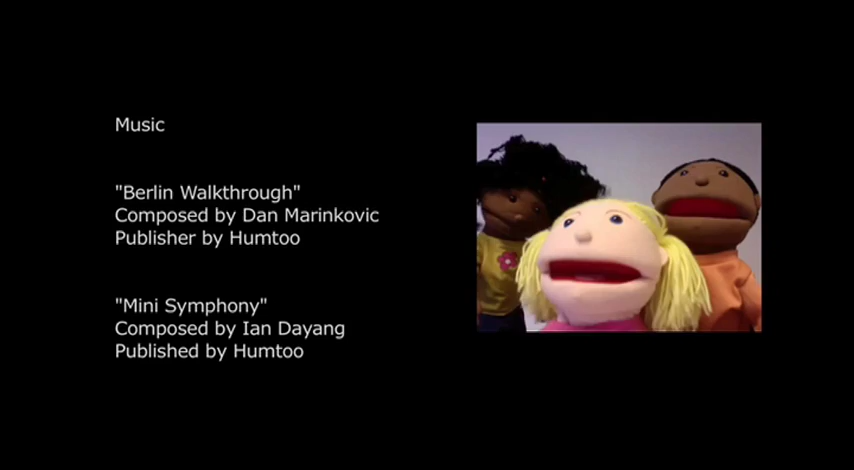 Music
"Berlin Walkthrough"
Composed by Dan Marinkovic
Publisher by Humtoo
"Mini Symphony"
Composed by Ian Dayang
Published by Humtoo